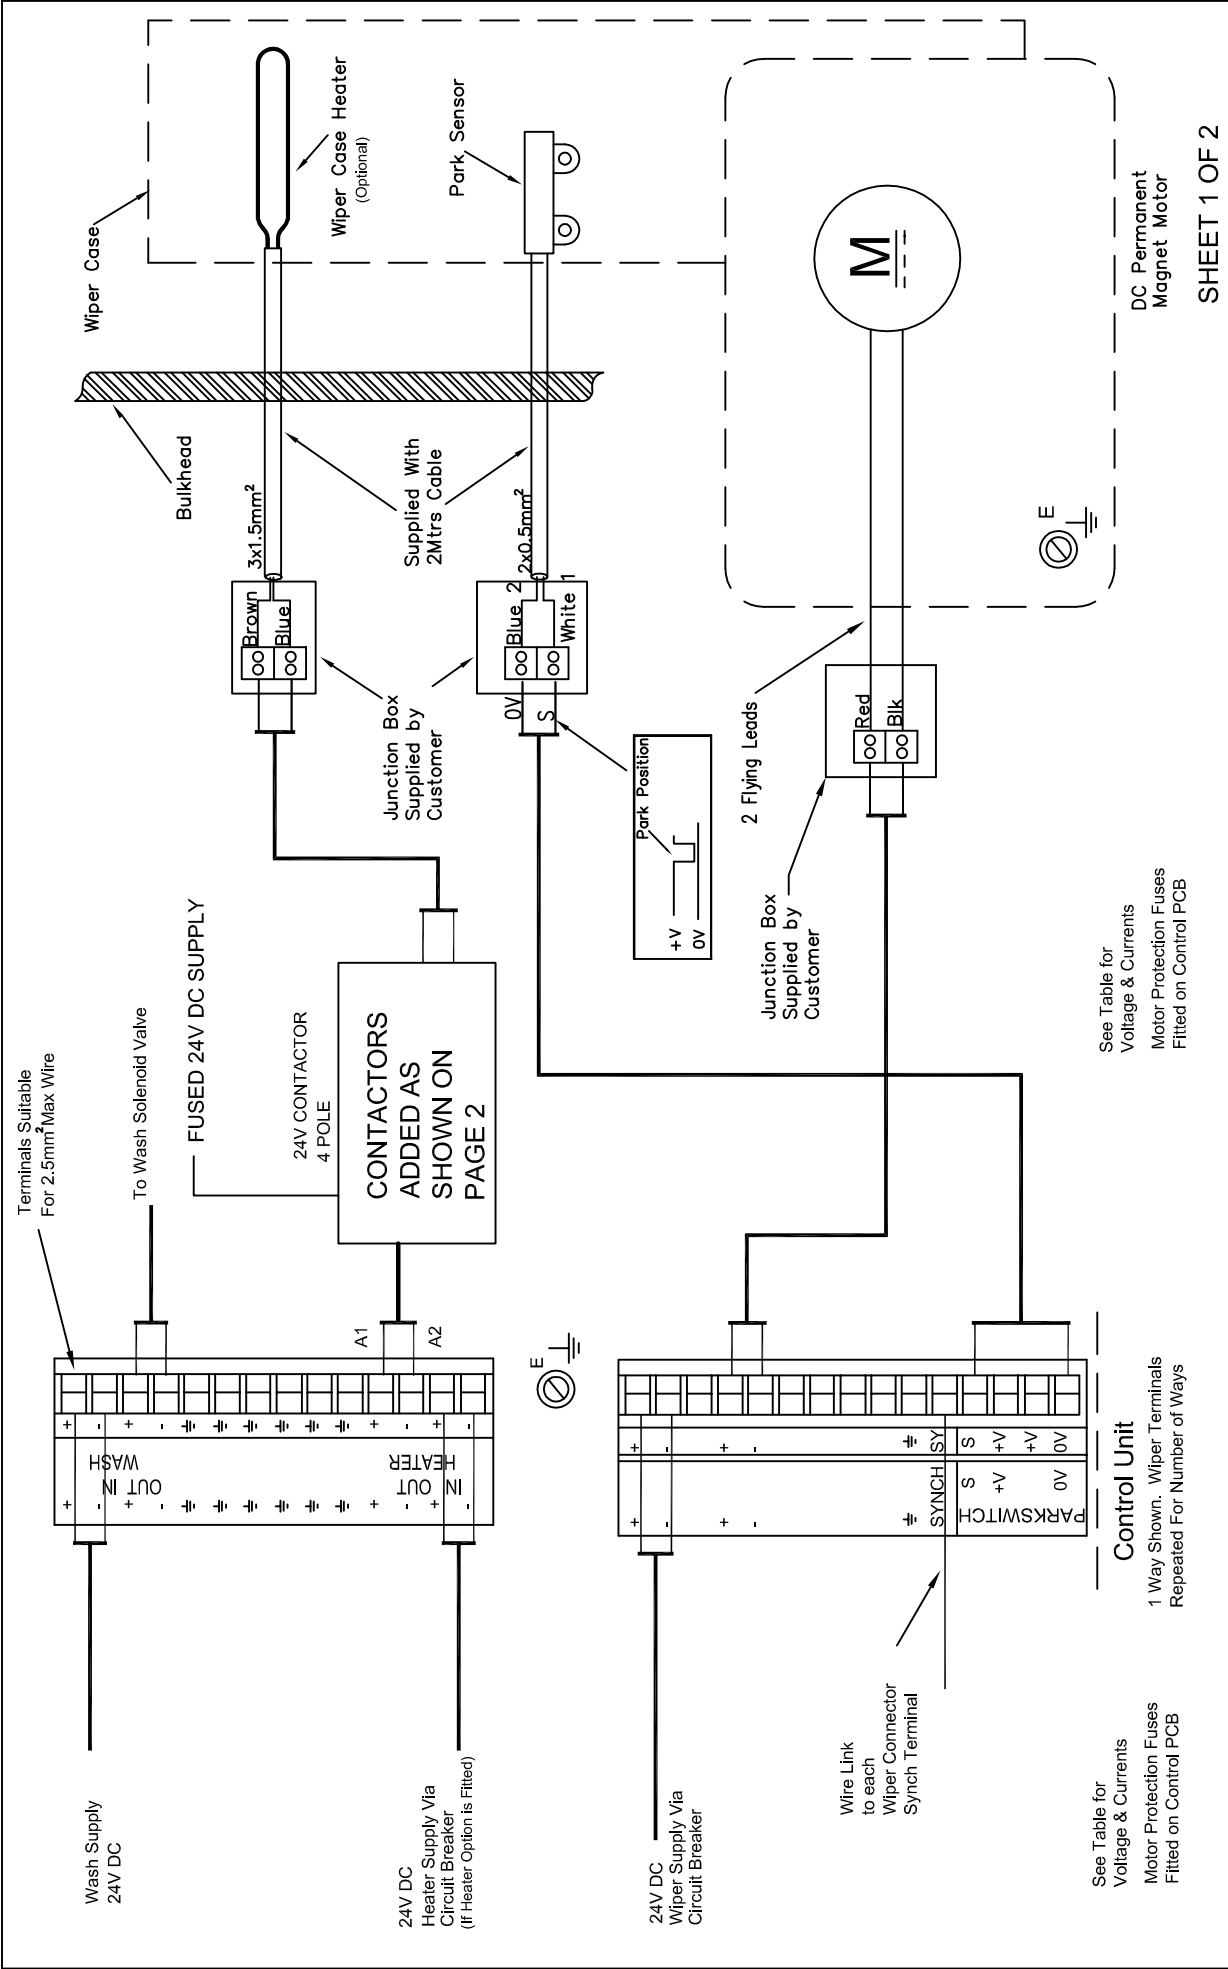 Wash Supply
24V DC
24V DC
Heater Supply Via
Circuit Breaker
(If Heater Option is Fitted)
24V DC
Wiper Supply Via
Circuit Breaker
Wire Link
to each
Wiper Connector
Synch Terminal
See Table for
Voltage & Currents
Motor Protection Fuses
Fitted on Control PCB
Terminals Suitable
For 2.5mm² Max Wire
To Wash Solenoid Valve
+ - + - + - + -
WASH
OUT IN
HEATER
IN OUT
+ - + - + - + -
A1
A2
E
FUSED 24V DC SUPPLY
24V CONTACTOR
4 POLE
CONTACTORS
ADDED AS
SHOWN ON
PAGE 2
+ - + - SY S +V +V 0V
+ - + - SYNCH S +V 0V
PARKSWITCH
Control Unit
1 Way Shown. Wiper Terminals
Repeated For Number of Ways
See Table for
Voltage & Currents
Motor Protection Fuses
Fitted on Control PCB
Wiper Case
Bulkhead
3x1.5mm²
Brown
Blue
Wiper Case Heater
(Optional)
Park Sensor
Supplied With
2Mtrs Cable
2x0.5mm²
Blue 2
White 1
0V
S
Junction Box
Supplied by
Customer
Park Position
+V
0V
2 Flying Leads
Red
Blk
Junction Box
Supplied by
Customer
M
E
DC Permanent
Magnet Motor
SHEET 1 OF 2